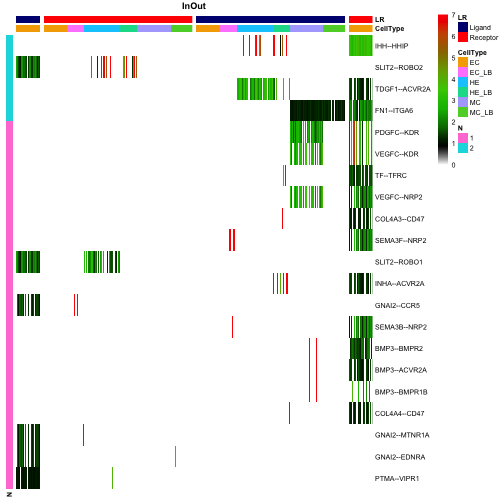 InOut
LR
CellType
IHH--HHIP
SLIT2--ROBO2
TDGF1--ACVR2A
FN1--ITGA6
PDGFC--KDR
VEGFC--KDR
TF--TFRC
VEGFC--NRP2
COL4A3--CD47
SEMA3F--NRP2
SLIT2--ROBO1
INHA--ACVR2A
GNAI2--CCR5
SEMA3B--NRP2
BMP3--BMPR2
BMP3--ACVR2A
BMP3--BMPR1B
COL4A4--CD47
GNAI2--MTNR1A
GNAI2--EDNRA
PTMA--VIPR1
N
7
6
5
4
3
2
1
0
LR
Ligand
Receptor
CellType
EC
EC_LB
HE
HE_LB
MC
MC_LB
N
1
2